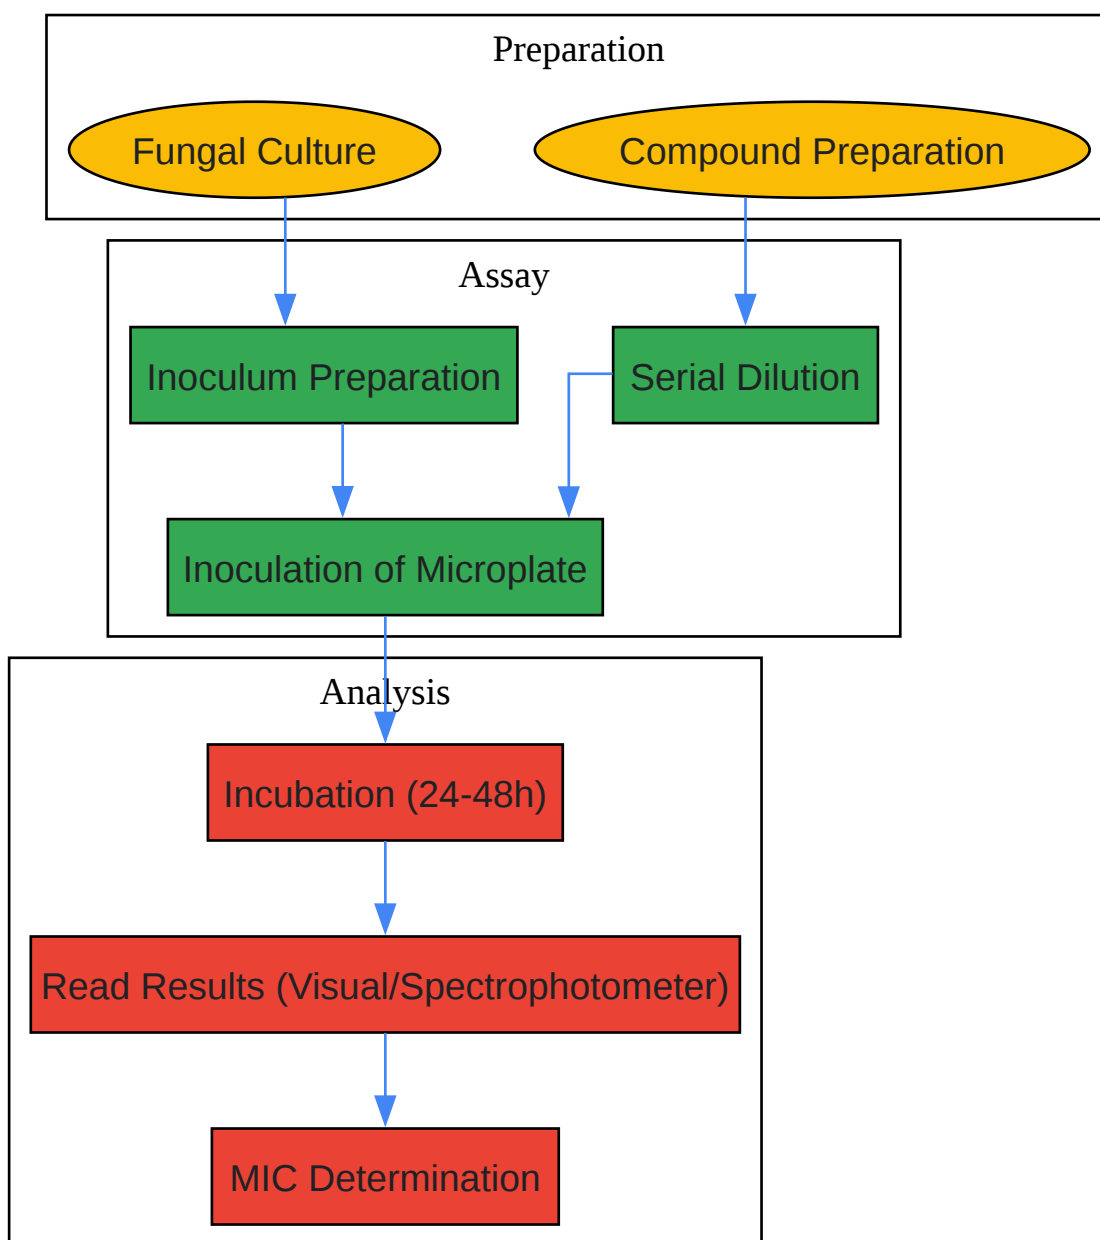 Preparation
Fungal Culture
Compound Preparation
Assay
Inoculum Preparation
Serial Dilution
Inoculation of Microplate
Analysis
Incubation (24-48h)
Read Results (Visual/Spectrophotometer)
MIC Determination